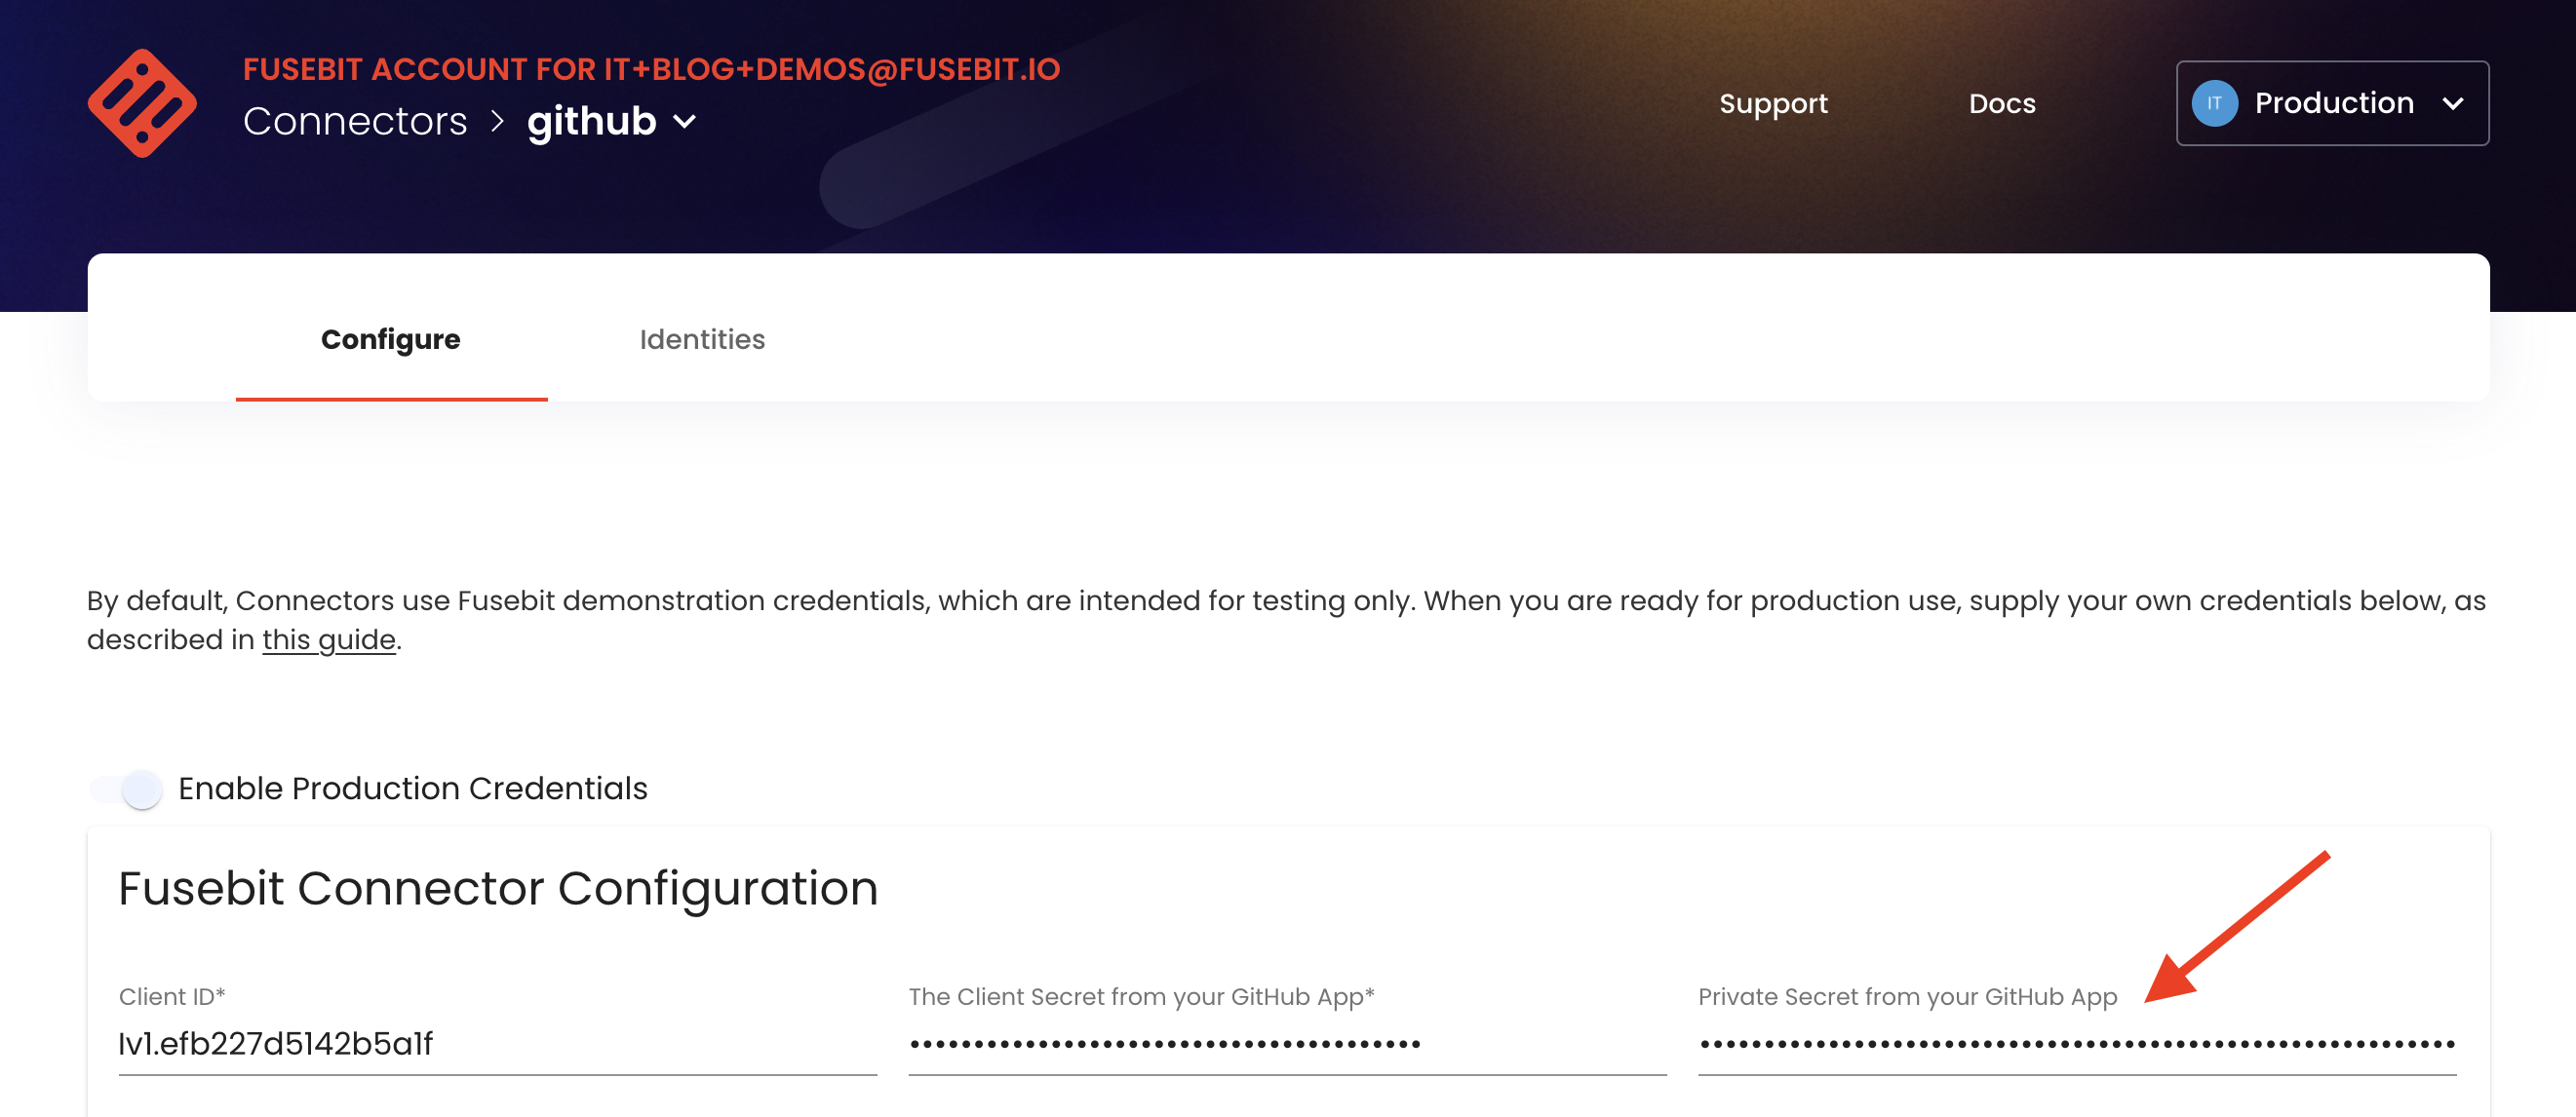 FUSEBIT ACCOUNT FOR IT+BLOG+DEMOS@FUSEBIT.IO
Connectors > github
Support
Docs
IT
Production
Configure
Identities
By default, Connectors use Fusebit demonstration credentials, which are intended for testing only. When you are ready for production use, supply your own credentials below, as
described in this guide.
Enable Production Credentials
Fusebit Connector Configuration
Client ID*
The Client Secret from your GitHub App*
Private Secret from your GitHub App
Iv1.efb227d5142b5a1f